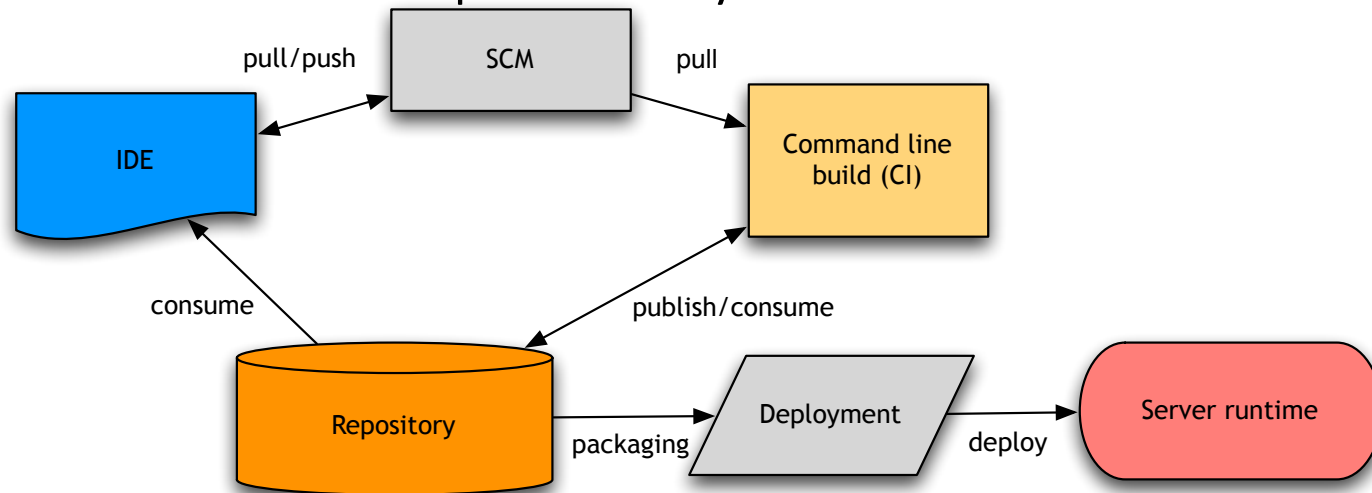 pull/push
SCM
pull
IDE
Command line
build (CI)
consume
publish/consume
Repository
packaging
Deployment
deploy
Server runtime